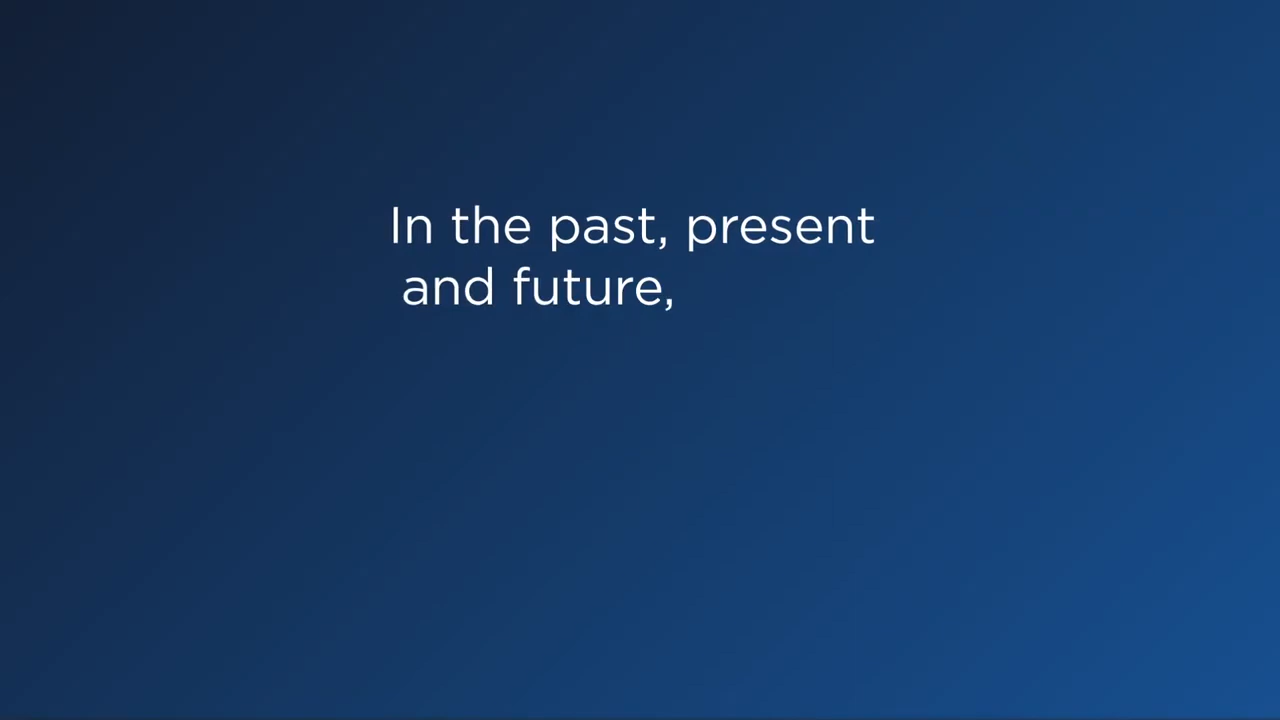 In the past, present
and future,